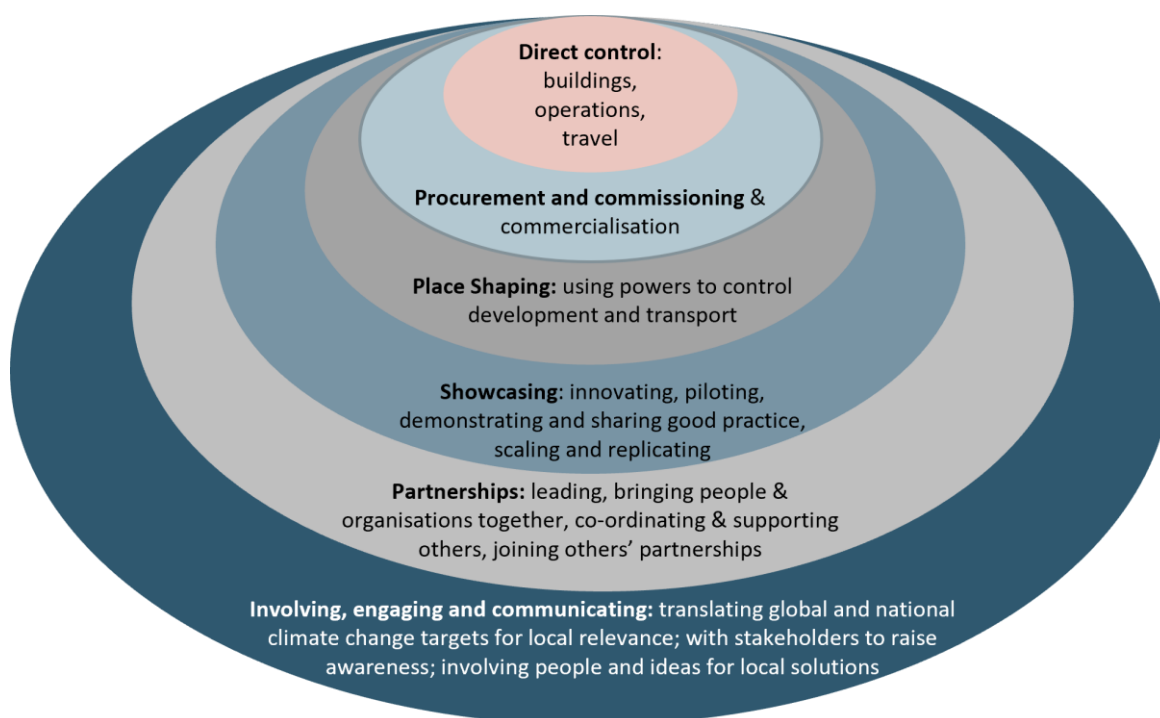 Direct control:
buildings,
operations,
travel
Procurement and commissioning &
commercialisation
Place Shaping: using powers to control
development and transport
Showcasing: innovating, piloting,
demonstrating and sharing good practice,
scaling and replicating
Partnerships: leading, bringing people &
organisations together, co-ordinating & supporting
others, joining others’ partnerships
Involving, engaging and communicating: translating global and national
climate change targets for local relevance; with stakeholders to raise
awareness; involving people and ideas for local solutions